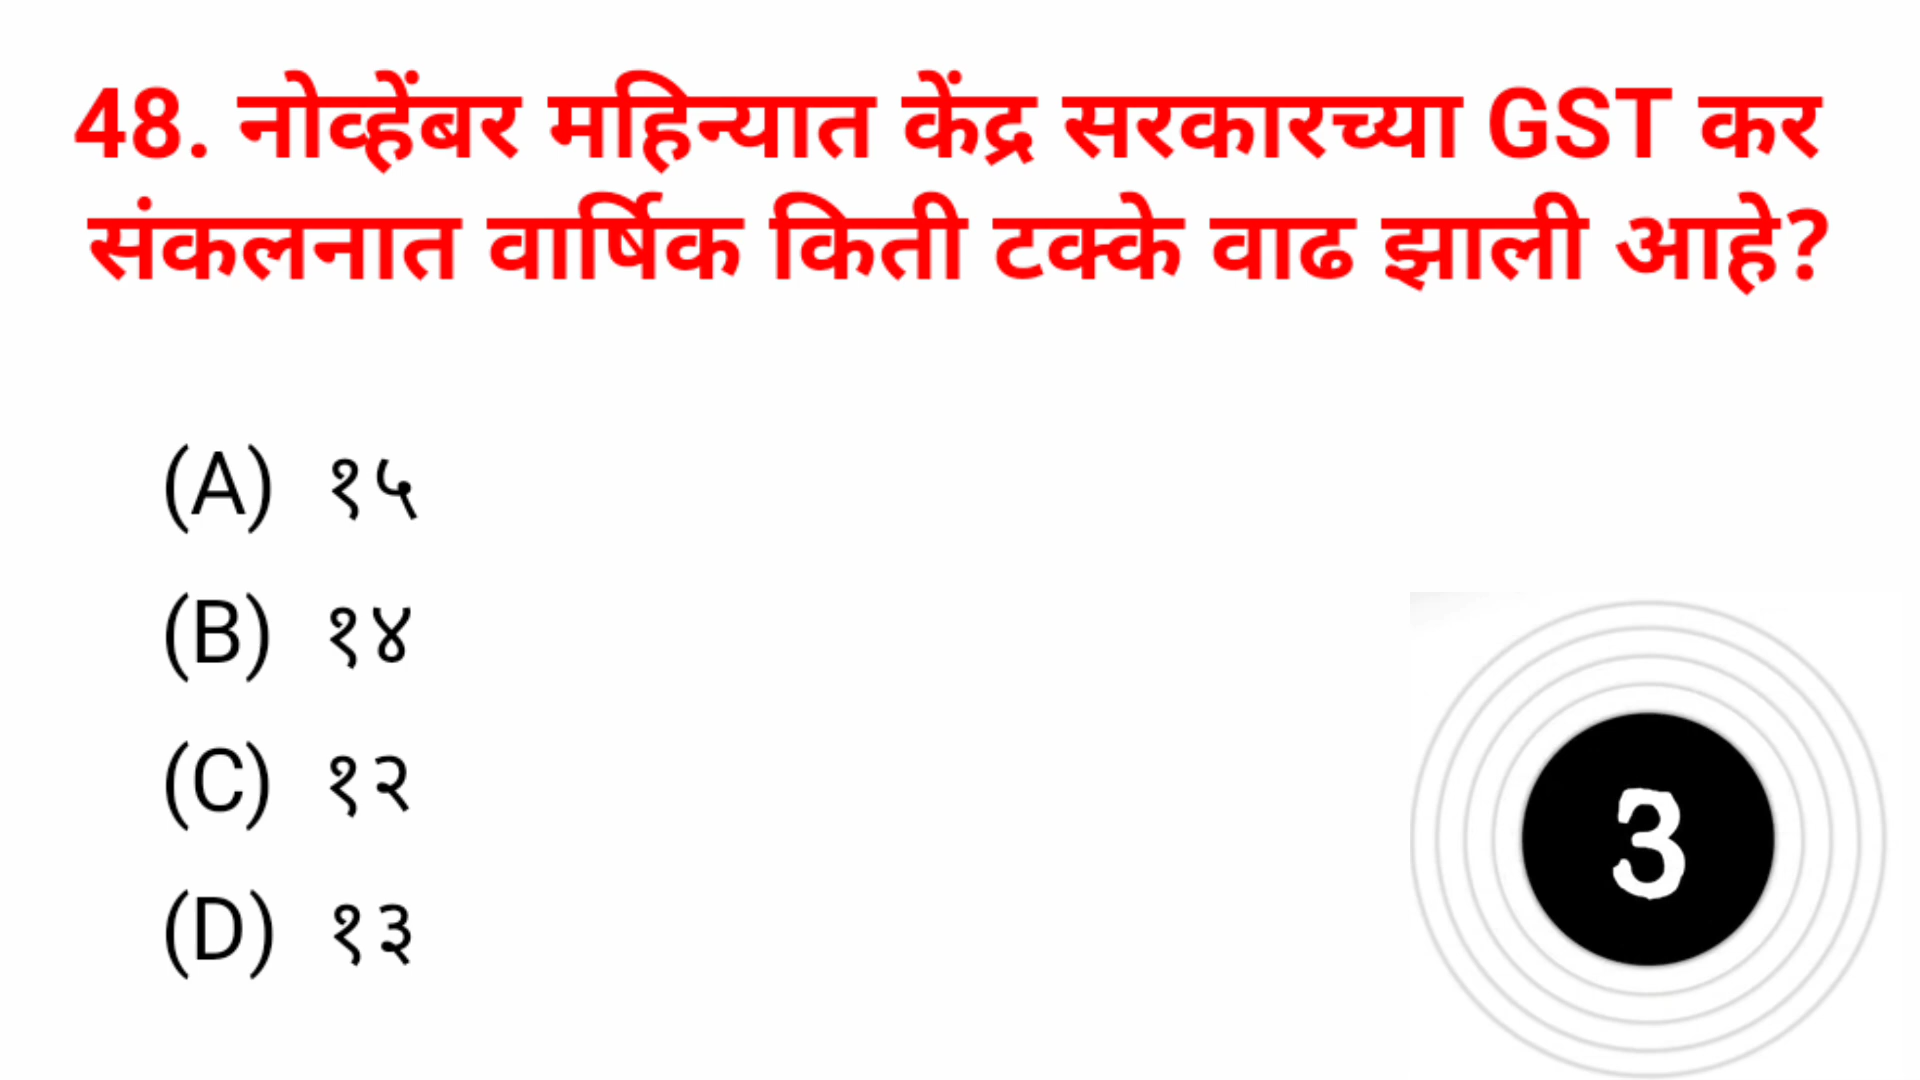 48. नोव्हेंबर महिन्यात केंद्र सरकारच्या GST कर
संकलनात वार्षिक किती टक्के वाढ झाली आहे?
(A) १५
(B) १४
(C) १२
(D) १३
3